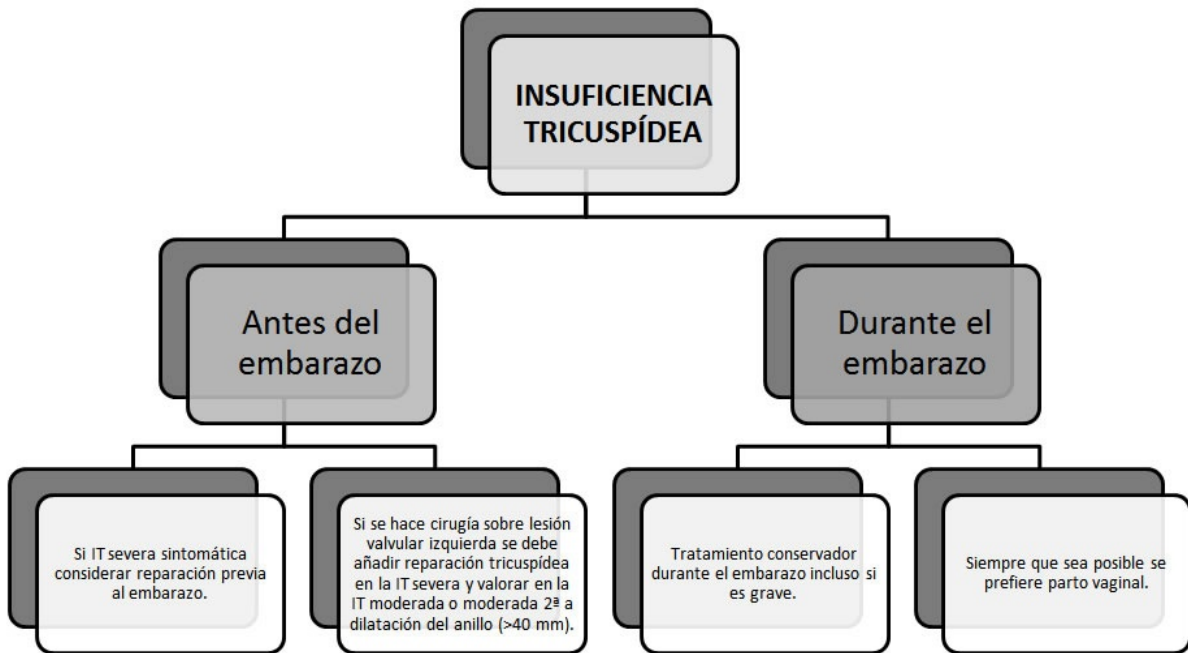 INSUFICIENCIA
TRICUSPÍDEA
Antes del
embarazo
Durante el
embarazo
Si IT severa sintomática
considerar reparación previa
al embarazo.
Si se hace cirugía sobre lesión
valvular izquierda se debe
añadir reparación tricuspídea
en la IT severa y valorar en la
IT moderada o moderada 2ª a
dilatación del anillo (>40 mm).
Tratamiento conservador
durante el embarazo incluso si
es grave.
Siempre que sea posible se
prefiere parto vaginal.